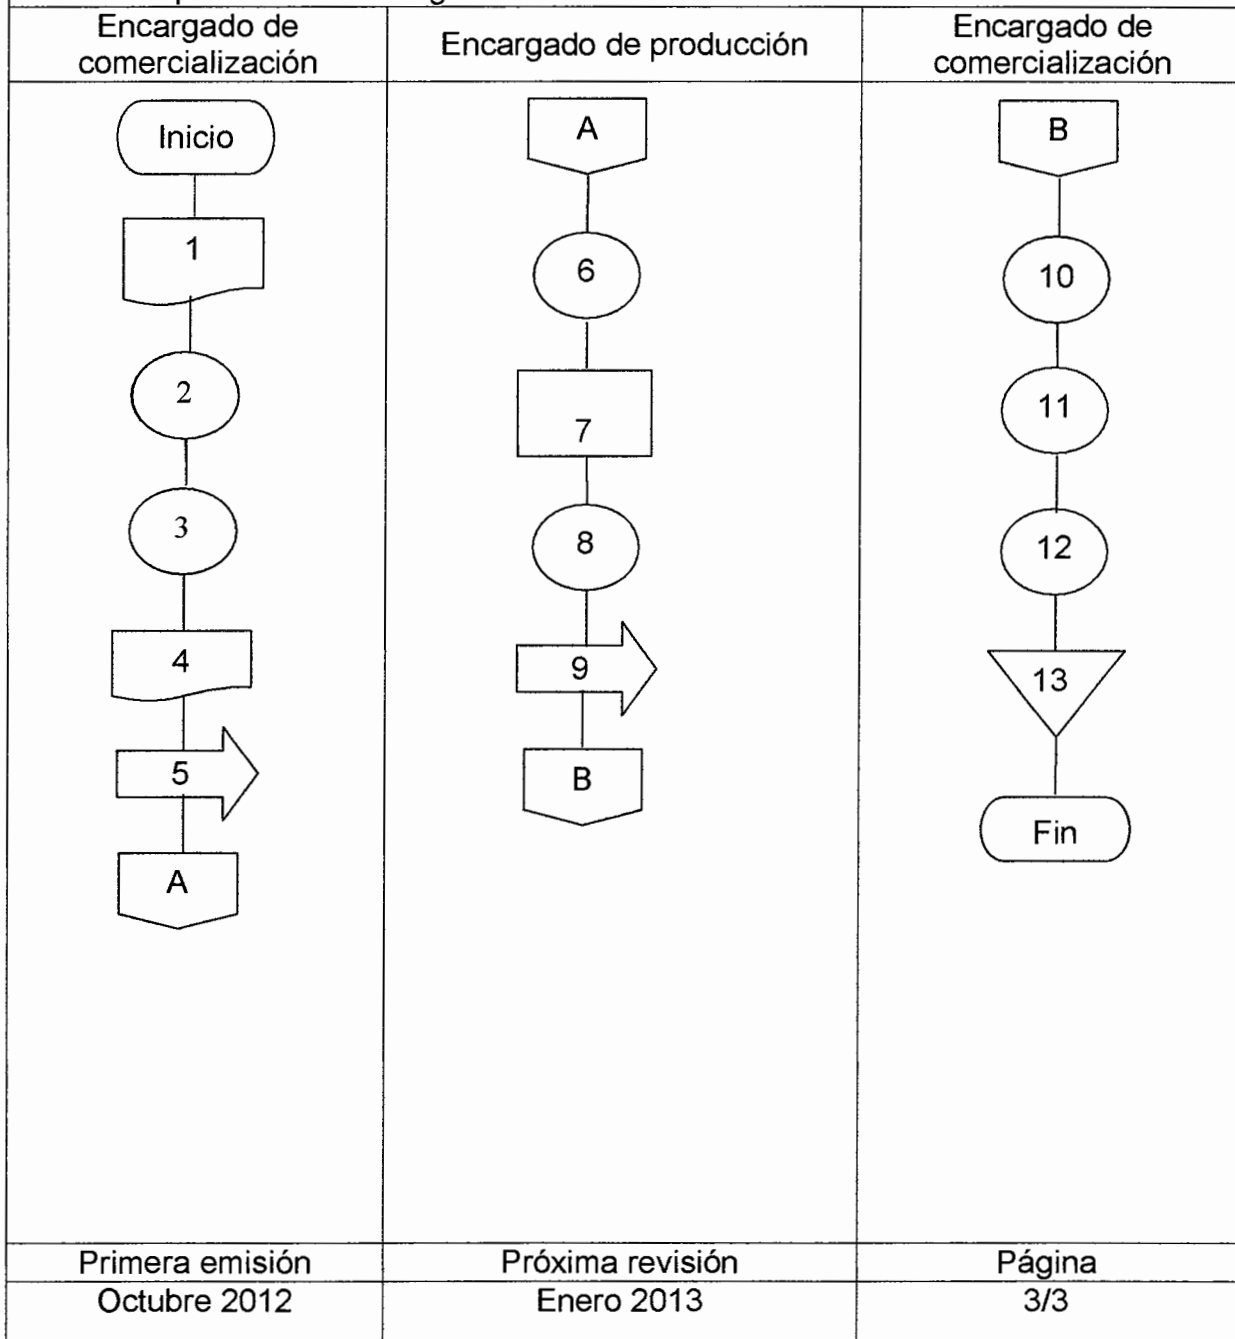 Encargado de
comercialización
Encargado de producción
Encargado de
comercialización
Inicio
1
2
3
4
5
A
A
6
7
8
9
B
B
10
11
12
13
Fin
Primera emisión
Próxima revisión
Página
Octubre 2012
Enero 2013
3/3